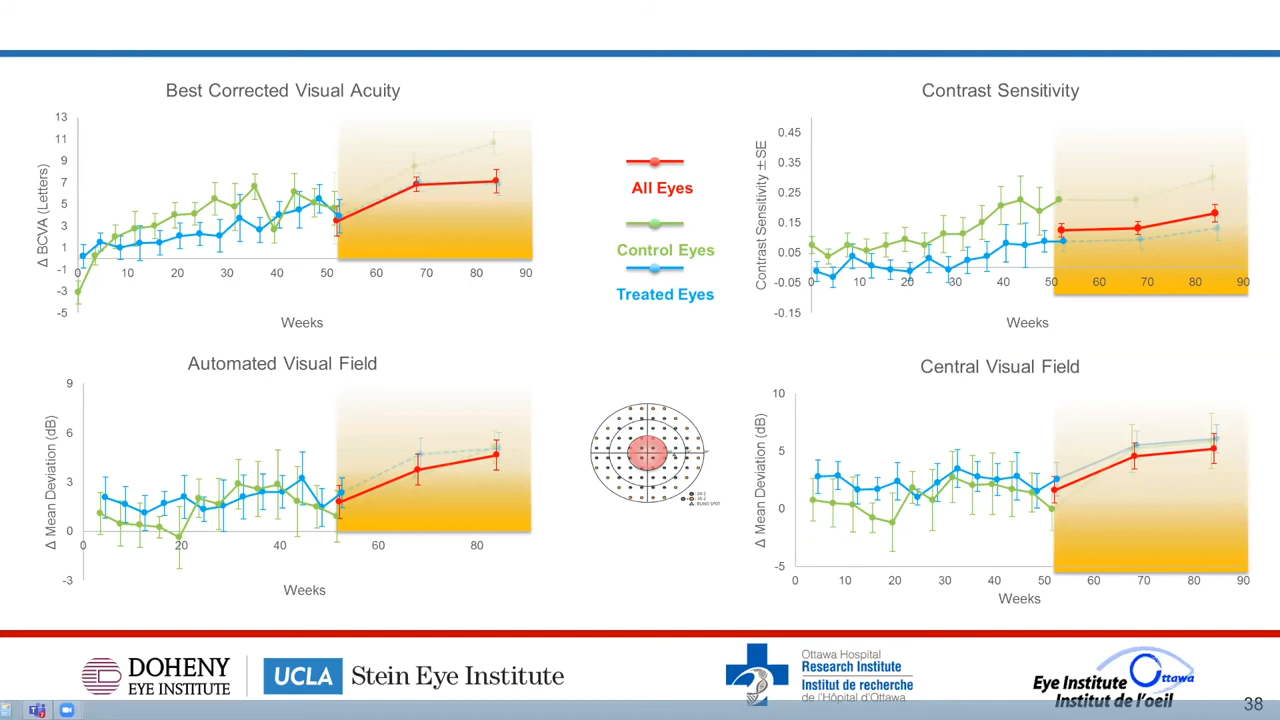 Best Corrected Visual Acuity
Δ BCVA (Letters)
13
11
9
7
5
3
1
-1
-3
-5
0 10 20 30 40 50 60 70 80 90
Weeks
All Eyes
Control Eyes
Treated Eyes
Contrast Sensitivity
Contrast Sensitivity ±SE
0.45
0.35
0.25
0.15
0.05
-0.05
-0.15
0 10 20 30 40 50 60 70 80 90
Weeks
Automated Visual Field
Δ Mean Deviation (dB)
9
6
3
0
-3
0 20 40 60 80
Weeks
: BLIND SPOT
Central Visual Field
Δ Mean Deviation (dB)
10
5
0
-5
0 10 20 30 40 50 60 70 80 90
Weeks
DOHENY
EYE INSTITUTE
UCLA Stein Eye Institute
Ottawa Hospital
Research Institute
Institut de recherche
de l'Hôpital d'Ottawa
Eye Institute Ottawa
Institut de l'oeil
38